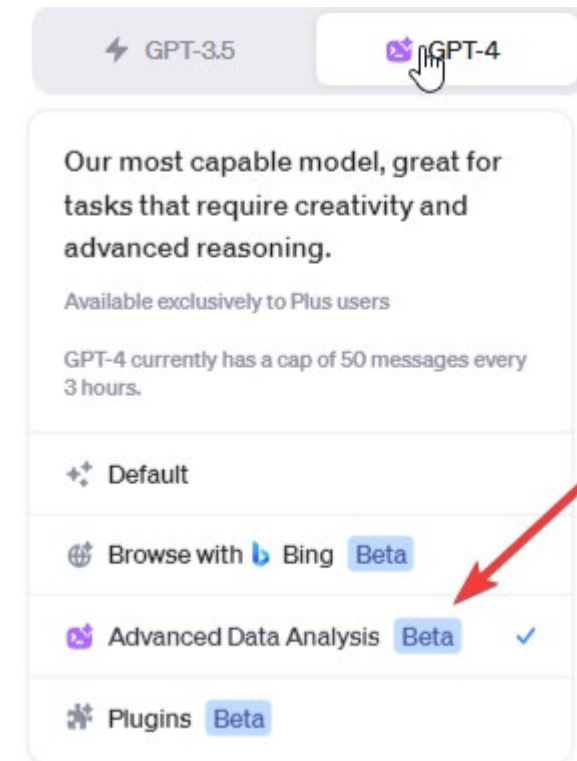 GPT-3.5
GPT-4
Our most capable model, great for
tasks that require creativity and
advanced reasoning.
Available exclusively to Plus users
GPT-4 currently has a cap of 50 messages every
3 hours.
Default
Browse with Bing Beta
Advanced Data Analysis Beta
Plugins Beta